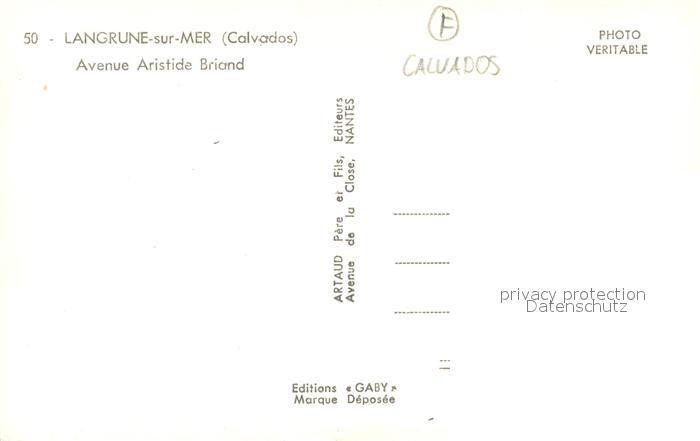 50 - LANGRUNE-sur-MER (Calvados)
Avenue Aristide Briand
F
CALVADOS
PHOTO
VERITABLE
ARTAUD Père et Fils, Editeurs
Avenue de la Close, NANTES
privacy protection
Datenschutz
Editions « GABY »
Marque Déposée